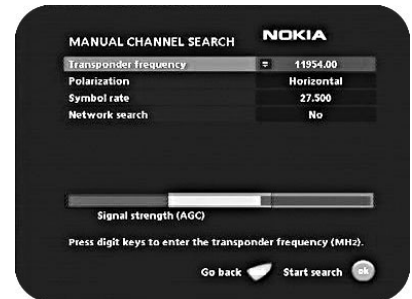 MANUAL CHANNEL SEARCH NOKIA
Transponder frequency 11954.00
Polarization Horizontal
Symbol rate 27.500
Network search No
Signal strength (AGC)
Press digit keys to enter the transponder frequency (MHz).
Go back Start search ok